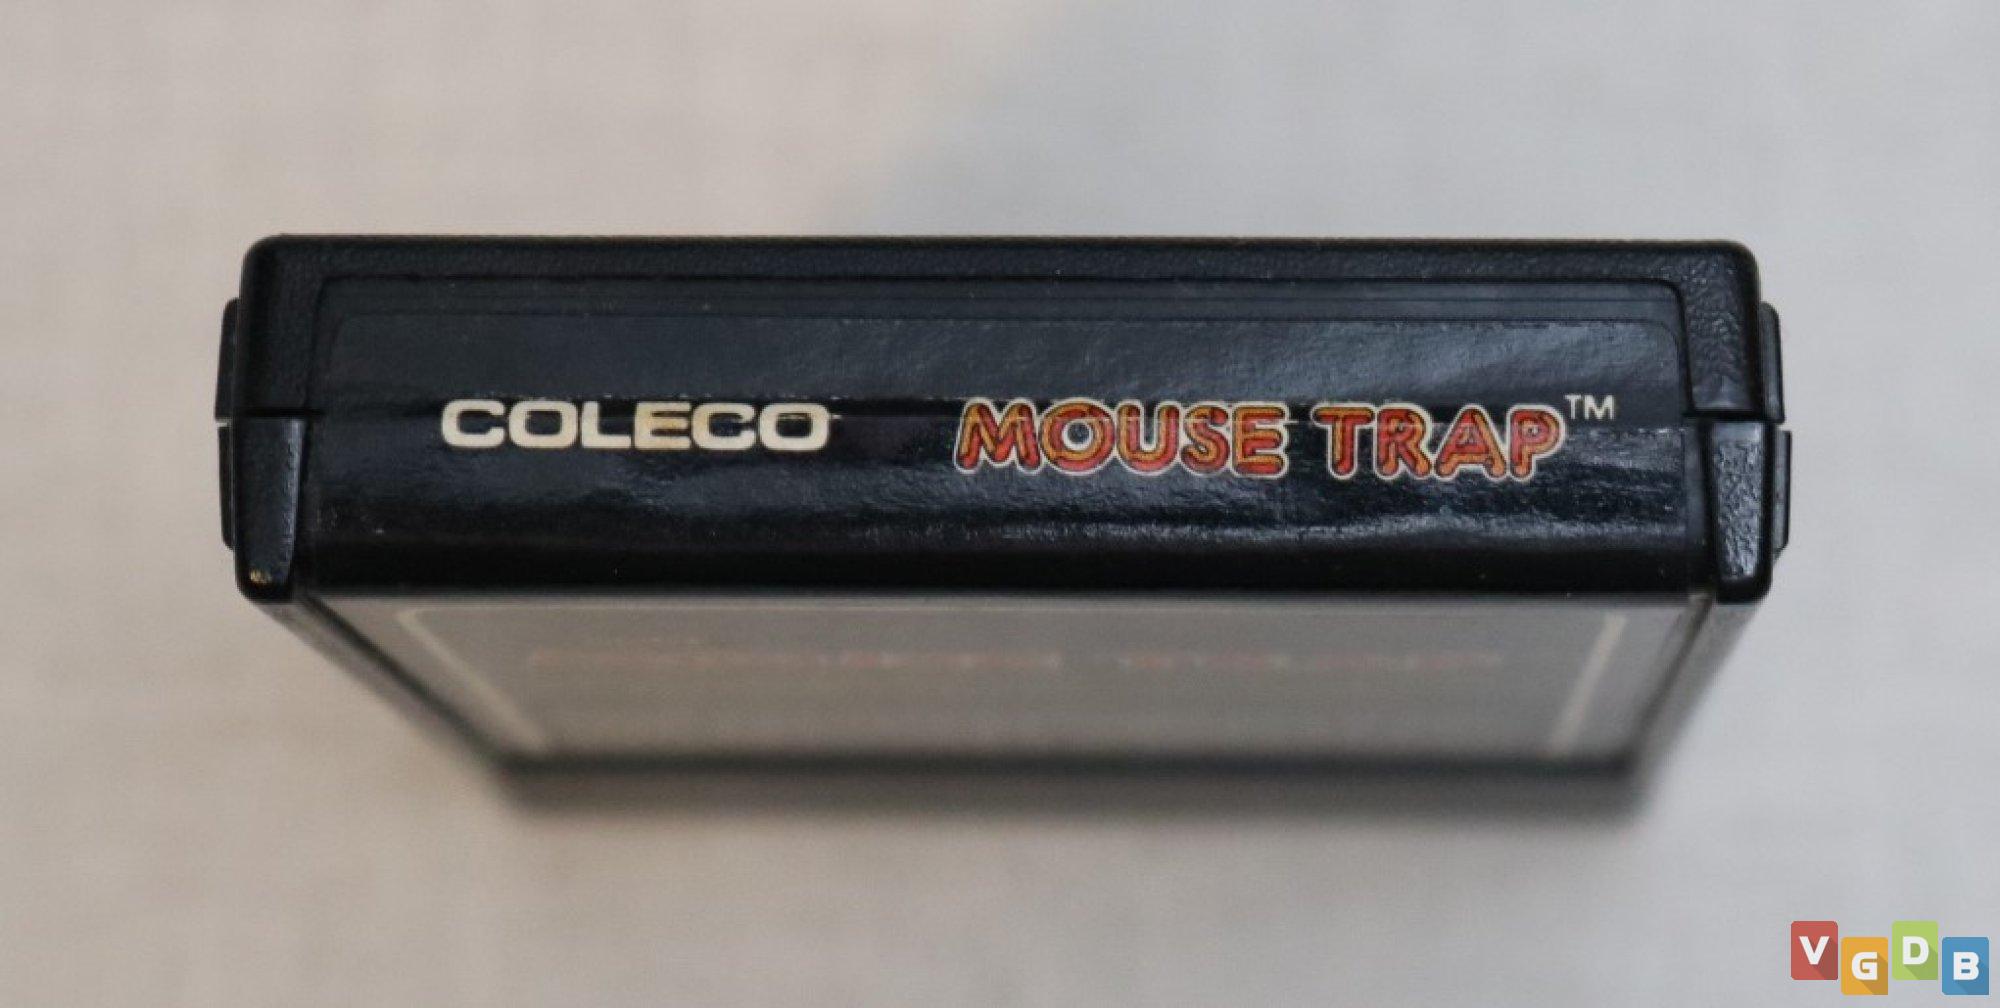 COLECO MOUSE TRAP™
VGDB